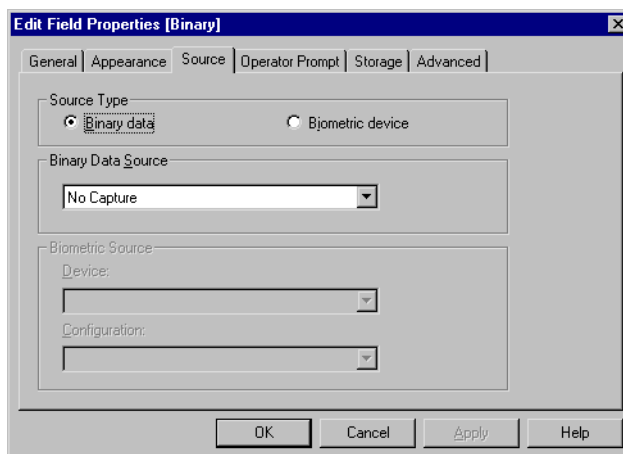 Edit Field Properties [Binary]
General Appearance Source Operator Prompt Storage Advanced
Source Type
Binary data Biometric device
Binary Data Source
No Capture
Biometric Source
Device:
Configuration:
OK Cancel Apply Help